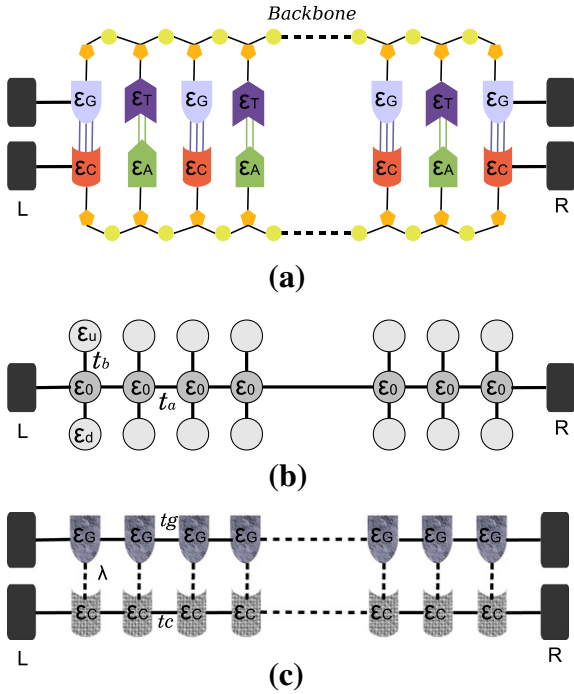 Backbone
εG εT εG εT εG εT εG
εC εA εC εA εC εA εC
L R
(a)
εu
tb
ε0 ε0 ε0 ε0 ε0 ε0 ε0
ta
εd
L R
(b)
tg
εG εG εG εG εG εG εG
λ
εC εC εC εC εC εC εC
tc
L R
(c)